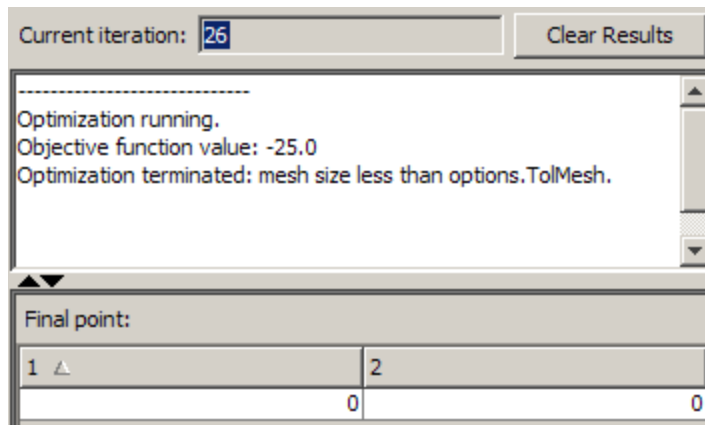 Current iteration: 26 Clear Results
-----------------------------
Optimization running.
Objective function value: -25.0
Optimization terminated: mesh size less than options.TolMesh.
Final point:
1 2
0 0